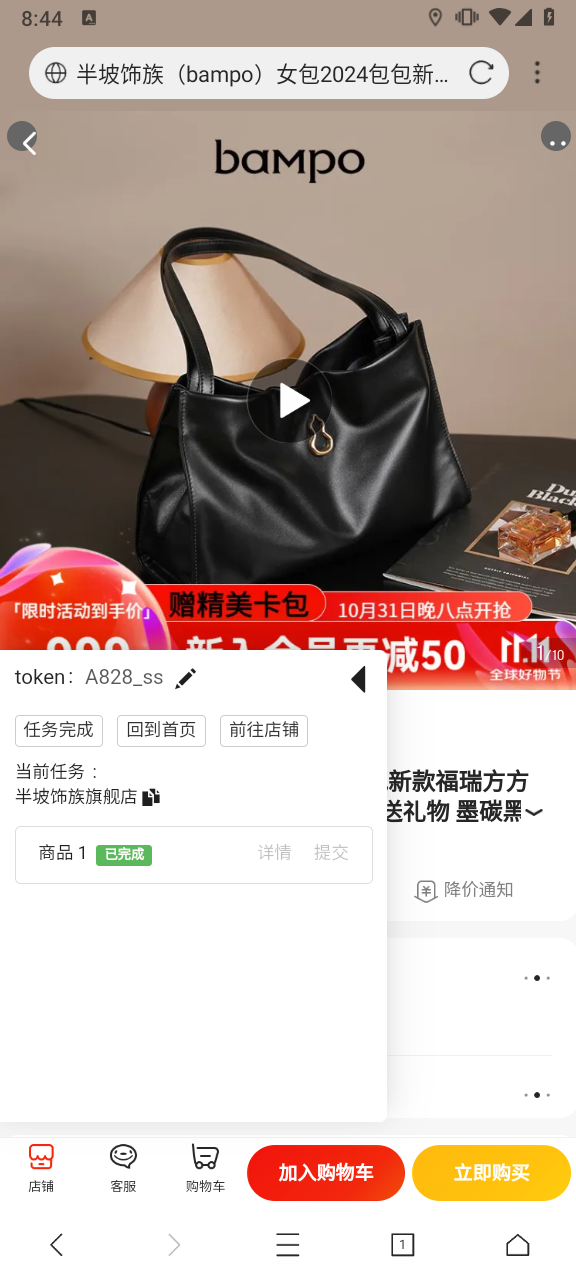 8:44
A
半坡饰族（bampo）女包2024包包新...
bampo
「限时活动到手价」
赠精美卡包
10月31日晚八点开抢
减50
11.11
全球好物节
1/10
token: A828_ss
任务完成
回到首页
前往店铺
当前任务：
半坡饰族旗舰店
商品 1 已完成 详情 提交
新款福瑞方方
送礼物 墨碳黑
降价通知
店铺
客服
购物车
加入购物车
立即购买
1